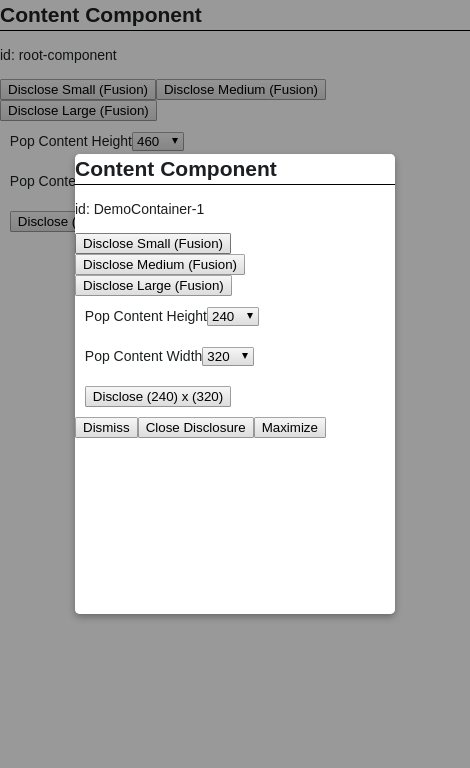 Content Component
id: root-component
Disclose Small (Fusion) Disclose Medium (Fusion)
Disclose Large (Fusion)
Pop Content Height 460
Pop Conte
Disclose (
Content Component
id: DemoContainer-1
Disclose Small (Fusion)
Disclose Medium (Fusion)
Disclose Large (Fusion)
Pop Content Height 240
Pop Content Width 320
Disclose (240) x (320)
Dismiss Close Disclosure Maximize